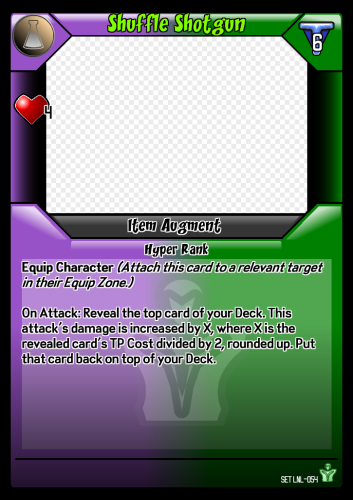 Shuffle Shotgun
6
4
Item Augment
Hyper Rank
Equip Character (Attach this card to a relevant target
in their Equip Zone.)
On Attack: Reveal the top card of your Deck. This
attack's damage is increased by X, where X is the
revealed card's TP Cost divided by 2, rounded up. Put
that card back on top of your Deck.
SET LNL-054